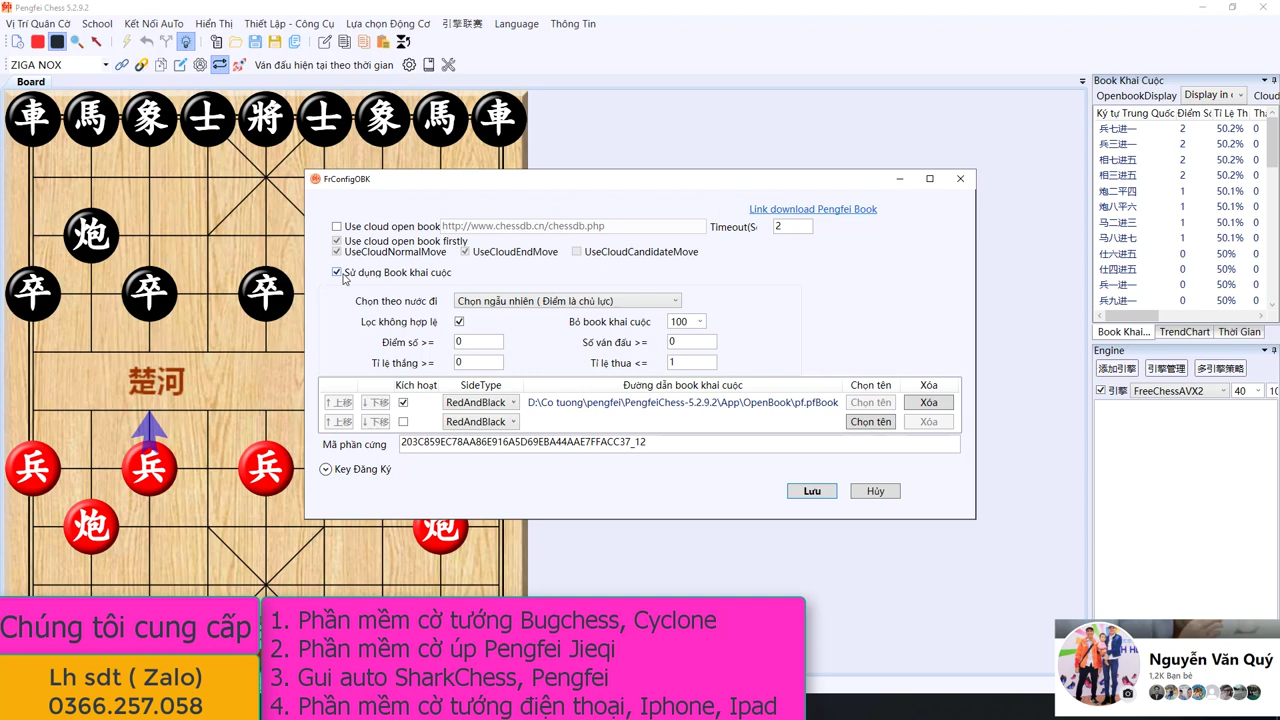 Pengfei Chess 5.2.9.2
Vị Trí Quân Cờ School Kết Nối AuTo Hiển Thị Thiết Lập - Công Cụ Lựa chọn Động Cơ 引擎联赛 Language Thông Tin
ZIGA NOX Ván đấu hiện tại theo thời gian
Board
車 馬 象 士 將 士 象 馬 車
炮
卒 卒 卒
楚河
兵 兵 兵
炮 炮
FrConfigOBK
Link download Pengfei Book
Use cloud open book http://www.chessdb.cn/chessdb.php Timeout(S 2
Use cloud open book firstly
UseCloudNormalMove UseCloudEndMove UseCloudCandidateMove
Sử dụng Book khai cuộc
Chọn theo nước đi Chọn ngẫu nhiên ( Điểm là chủ lực)
Lọc không hợp lệ Bỏ book khai cuộc 100
Điểm số >= 0 Số ván đấu >= 0
Tỉ lệ thắng >= 0 Tỉ lệ thua <= 1
Kích hoạt SideType Đường dẫn book khai cuộc Chọn tên Xóa
↑上移 ↓下移 RedAndBlack D:\Co tuong\pengfei\PengfeiChess-5.2.9.2\App\OpenBook\pf.pfBook Chọn tên Xóa
↑上移 ↓下移 RedAndBlack Chọn tên Xóa
Mã phần cứng 203C859EC78AA86E916A5D69EBA44AAE7FFACC37_12
Key Đăng Ký
Lưu Hủy
Book Khai Cuộc
OpenbookDisplay Display in c Cloud
Ký tự Trung Quốc Điểm Số Tỉ Lệ Th Thắ
兵七进一 2 50.2% 0
兵三进一 2 50.2% 0
相七进五 2 50.2% 0
相三进五 2 50.2% 0
炮二平四 1 50.1% 0
炮八平六 1 50.1% 0
马二进三 1 50.1% 0
马八进七 1 50.1% 0
仕六进五 0 50% 0
仕四进五 0 50% 0
兵一进一 0 50% 0
兵九进一 0 50% 0
Book Khai... TrendChart Thời Gian
Engine
添加引擎 引擎管理 多引擎策略
引擎 FreeChessAVX2 40 10
Chúng tôi cung cấp
Lh sdt ( Zalo)
0366.257.058
1. Phần mềm cờ tướng Bugchess, Cyclone
2. Phần mềm cờ úp Pengfei Jieqi
3. Gui auto SharkChess, Pengfei
4. Phần mềm cờ tướng điện thoại, Iphone, Ipad
Nguyễn Văn Quý
1,2K Bạn bè